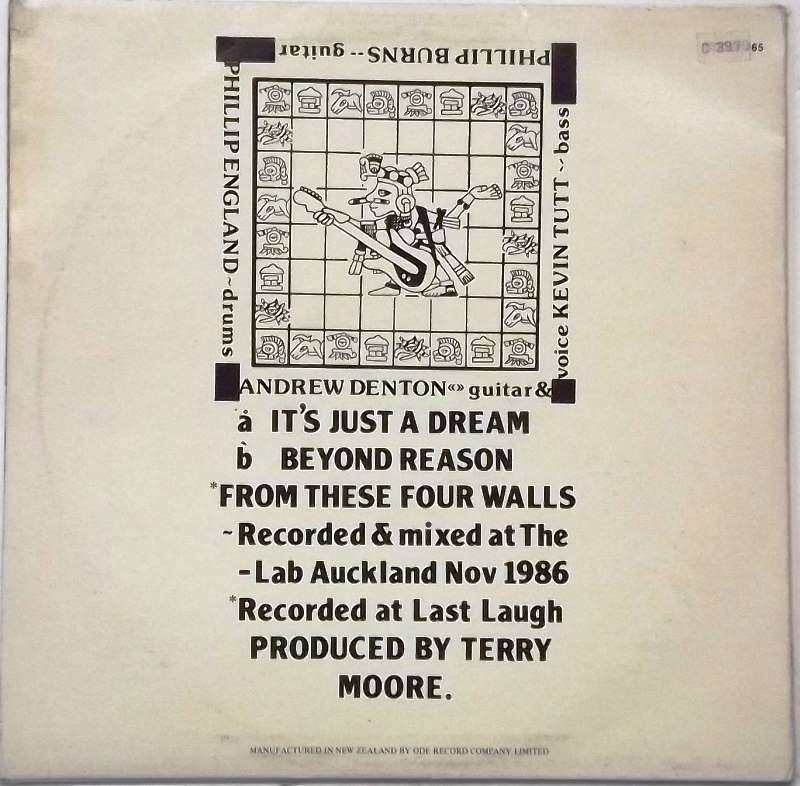 PHILLIP BURNS -- guitar
C 3979 65
PHILLIP ENGLAND ~ drums
voice KEVIN TUTT ~ bass
ANDREW DENTON «» guitar &
a IT'S JUST A DREAM
b BEYOND REASON
*FROM THESE FOUR WALLS
~Recorded & mixed at The
-Lab Auckland Nov 1986
*Recorded at Last Laugh
PRODUCED BY TERRY
MOORE.
MANUFACTURED IN NEW ZEALAND BY ODE RECORD COMPANY LIMITED